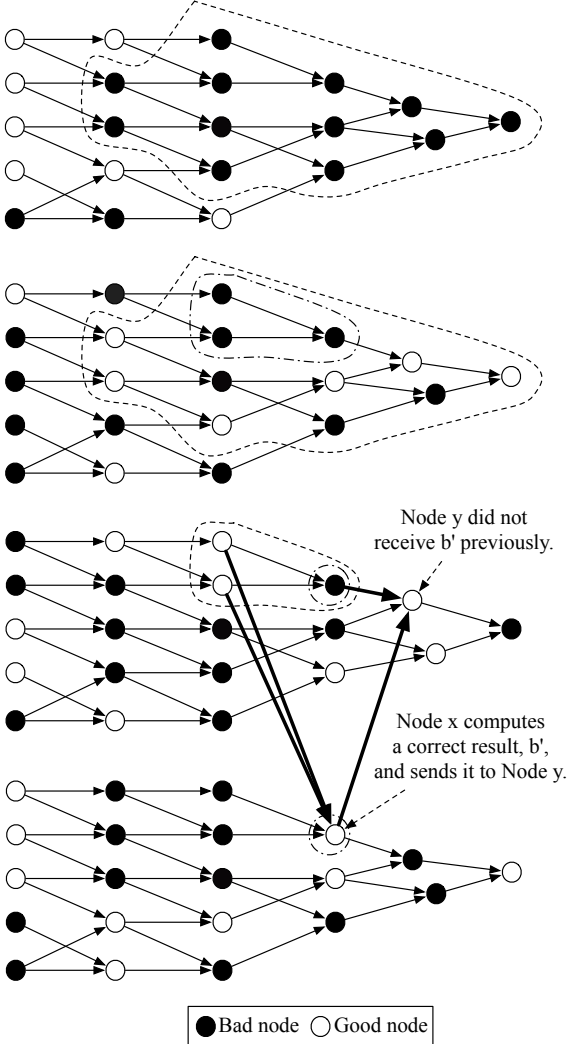 Node y did not
receive b' previously.
Node x computes
a correct result, b',
and sends it to Node y.
Bad node
Good node